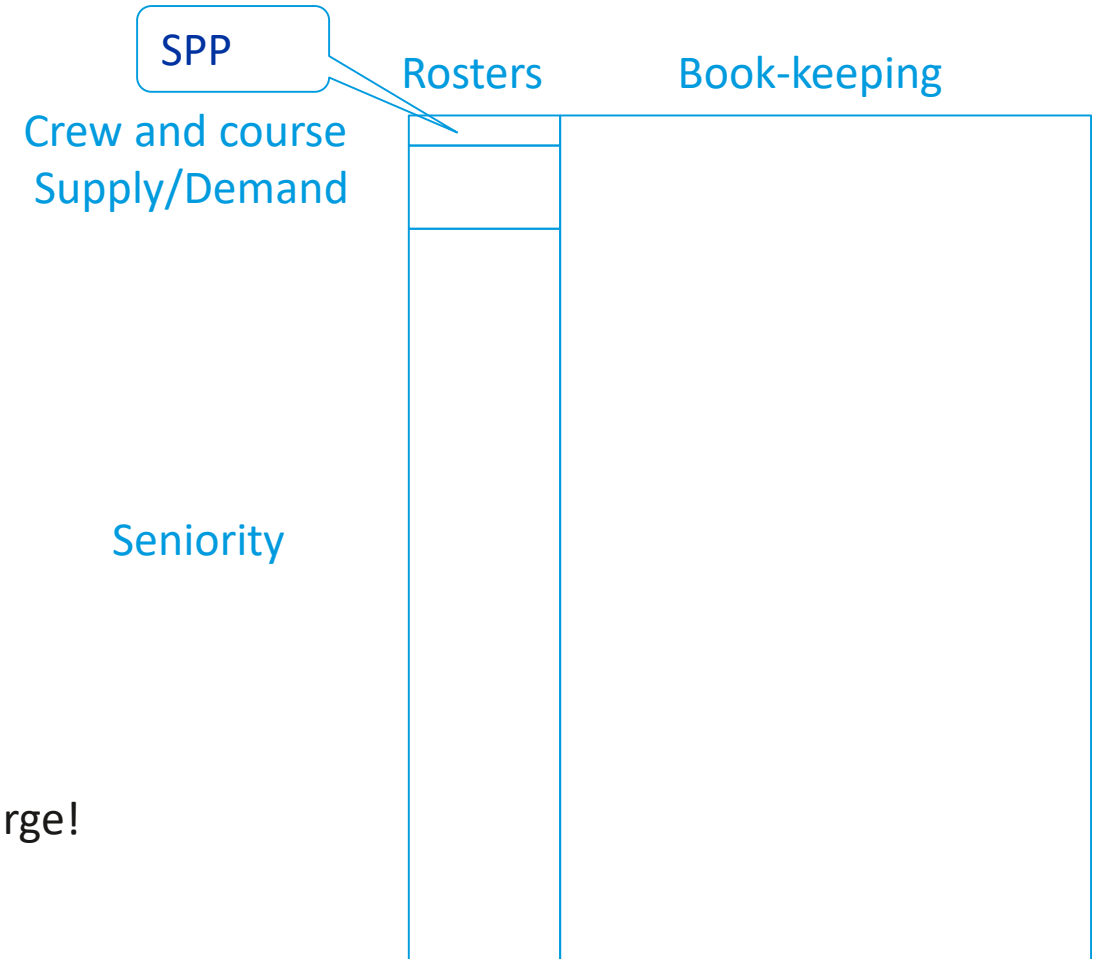 SPP
Rosters
Book-keeping
Crew and course
Supply/Demand
Seniority
rge!